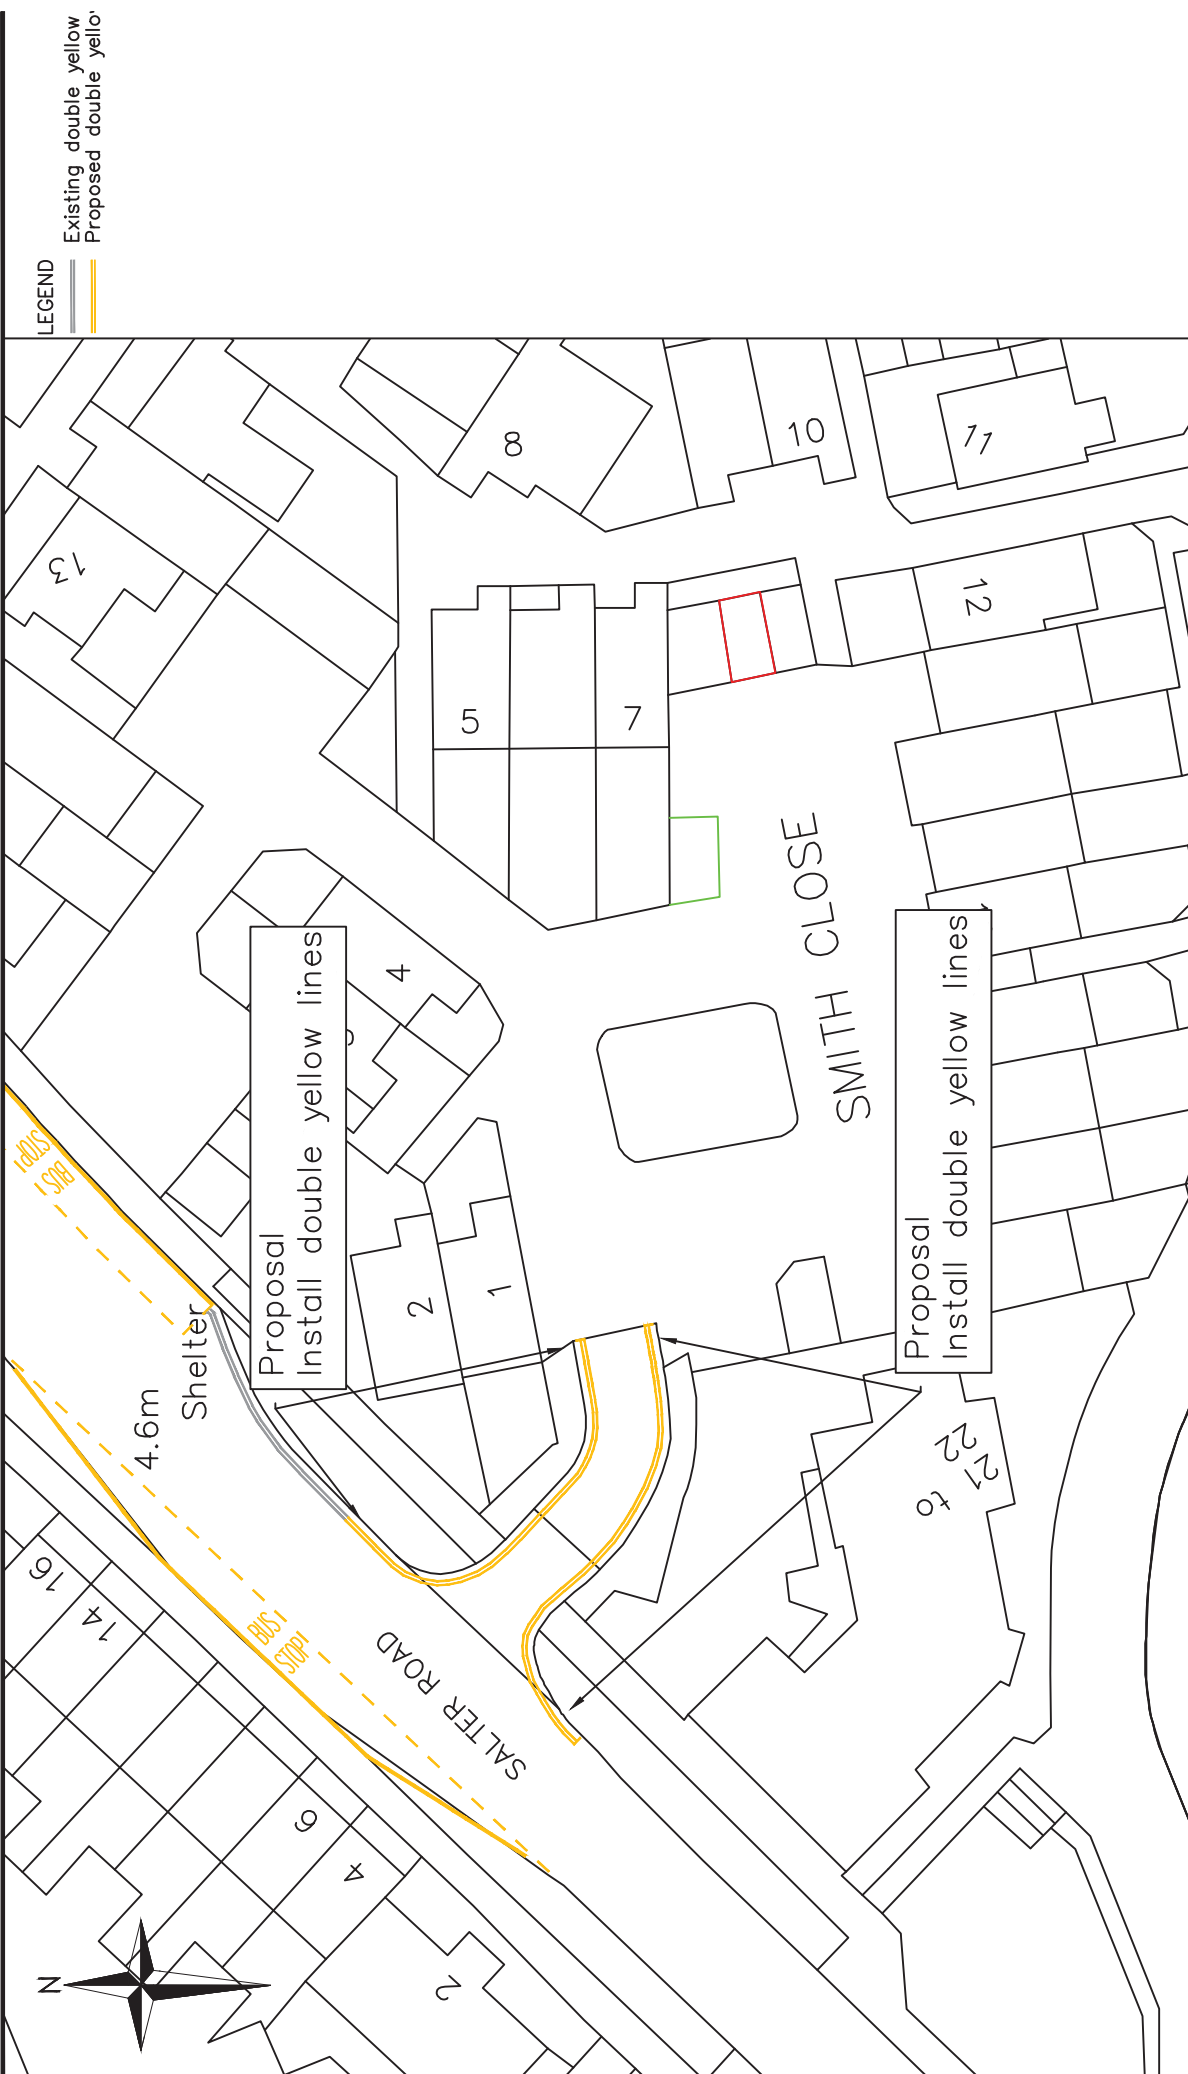 LEGEND
Existing double yellow
Proposed double
Proposal
Install double yellow lines
Proposal
Install double yellow lines
SMITH CLOSE
SALTER ROAD
Shelter
4.6m
BUS
STOP
BUS
STOP
N
13
8
10
11
12
5
7
4
2
1
21 to
22
16
14
6
4
2